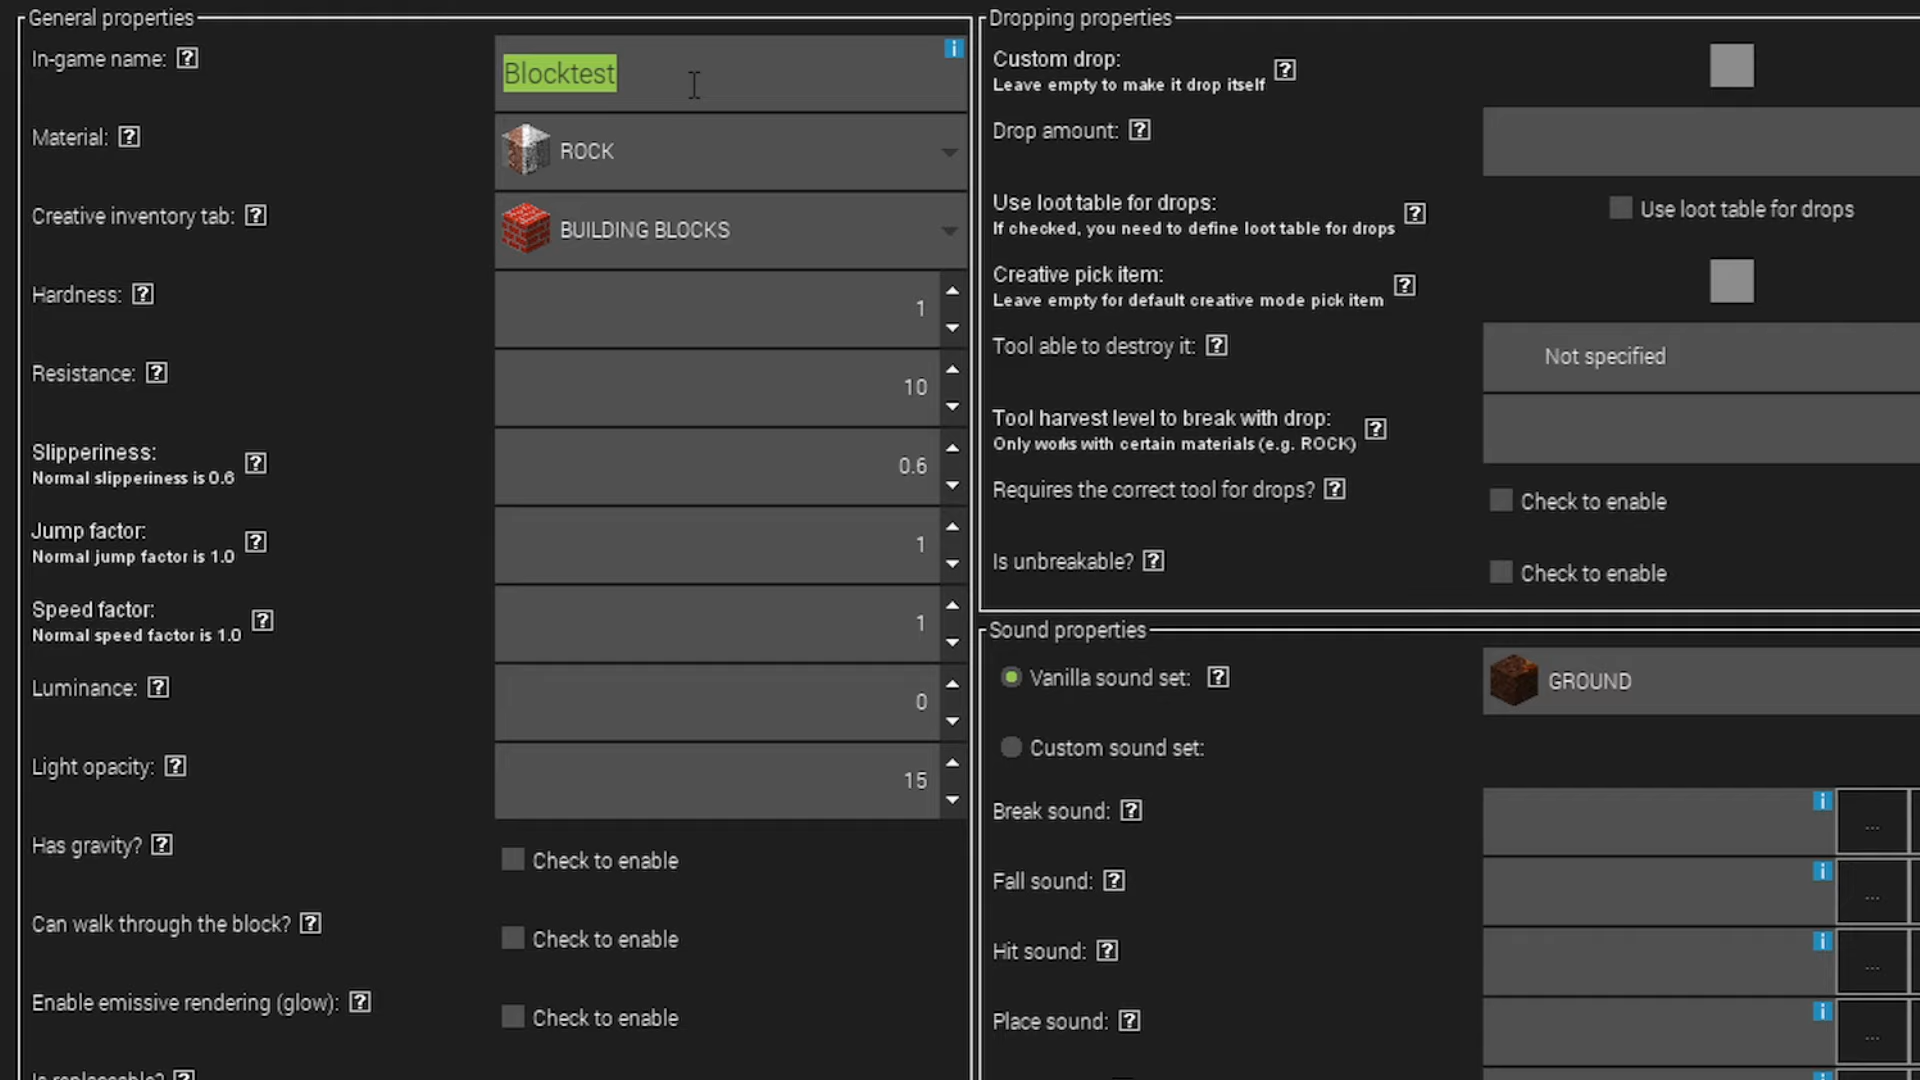 General properties
In-game name: ?
Blocktest
i
Material: ?
ROCK
Creative inventory tab: ?
BUILDING BLOCKS
Hardness: ?
1
Resistance: ?
10
Slipperiness:
Normal slipperiness is 0.6 ?
0.6
Jump factor:
Normal jump factor is 1.0 ?
1
Speed factor:
Normal speed factor is 1.0 ?
1
Luminance: ?
0
Light opacity: ?
15
Has gravity? ?
Check to enable
Can walk through the block? ?
Check to enable
Enable emissive rendering (glow): ?
Check to enable
Is replaceable? ?
Dropping properties
Custom drop:
Leave empty to make it drop itself ?
Drop amount: ?
Use loot table for drops:
If checked, you need to define loot table for drops ?
Use loot table for drops
Creative pick item:
Leave empty for default creative mode pick item ?
Tool able to destroy it: ?
Not specified
Tool harvest level to break with drop:
Only works with certain materials (e.g. ROCK) ?
Requires the correct tool for drops? ?
Check to enable
Is unbreakable? ?
Check to enable
Sound properties
Vanilla sound set: ?
GROUND
Custom sound set:
Break sound: ?
i
...
Fall sound: ?
i
...
Hit sound: ?
i
...
Place sound: ?
i
...